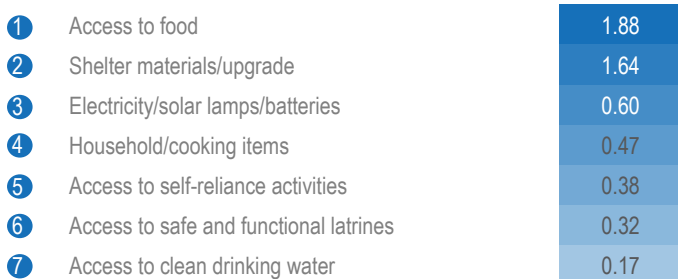 1 Access to food 1.88
2 Shelter materials/upgrade 1.64
3 Electricity/solar lamps/batteries 0.60
4 Household/cooking items 0.47
5 Access to self-reliance activities 0.38
6 Access to safe and functional latrines 0.32
7 Access to clean drinking water 0.17